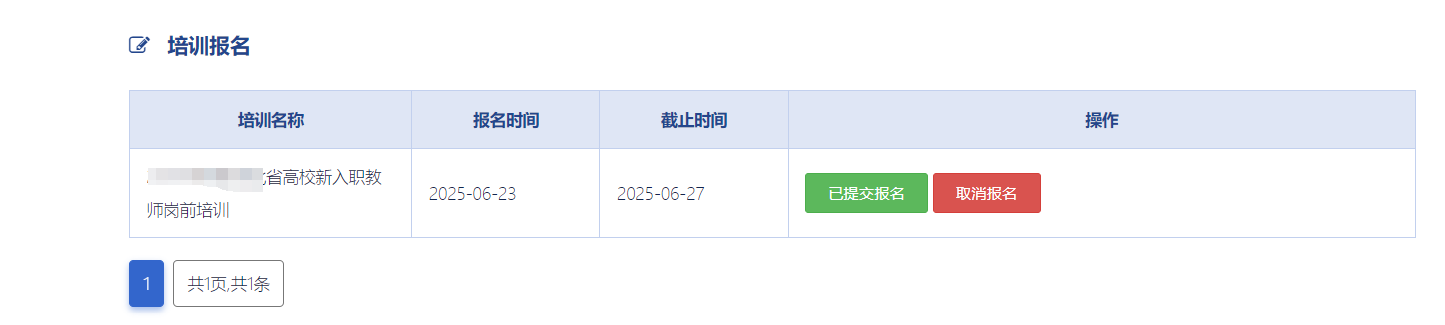 培训报名
培训名称 报名时间 截止时间 操作
省高校新入职教
师岗前培训
2025-06-23 2025-06-27 已提交报名 取消报名
1 共1页,共1条